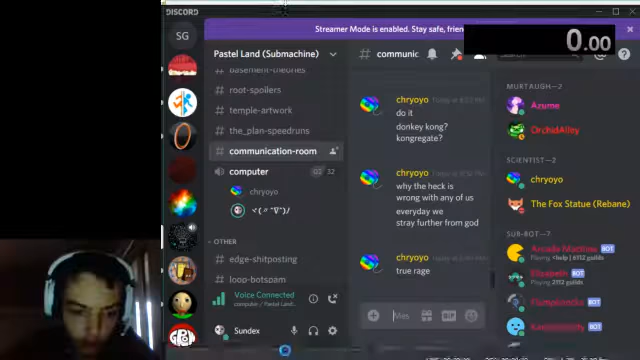 DISCORD
Streamer Mode is enabled. Stay safe, frien
0.00
SG
Pastel Land (Submachine)
# communic
# basement-theories
# root-spoilers
# temple-artwork
# the_plan-speedruns
# communication-room
computer
02 32
chryoyo
OTHER
# edge-shitposting
# loop-botspam
Voice Connected
computer / Pastel Land (
Sundex
chryoyo
do it
donkey kong?
kongregate?
chryoyo
why the heck is
wrong with any of us
everyday we
stray further from god
chryoyo
true rage
Mes
GIF
MURTAUGH—2
Azume
OrchidAlley
SCIENTIST—2
chryoyo
The Fox Statue (Rebane)
SUB-BOT—7
BOT
BOT
BOT
BOT